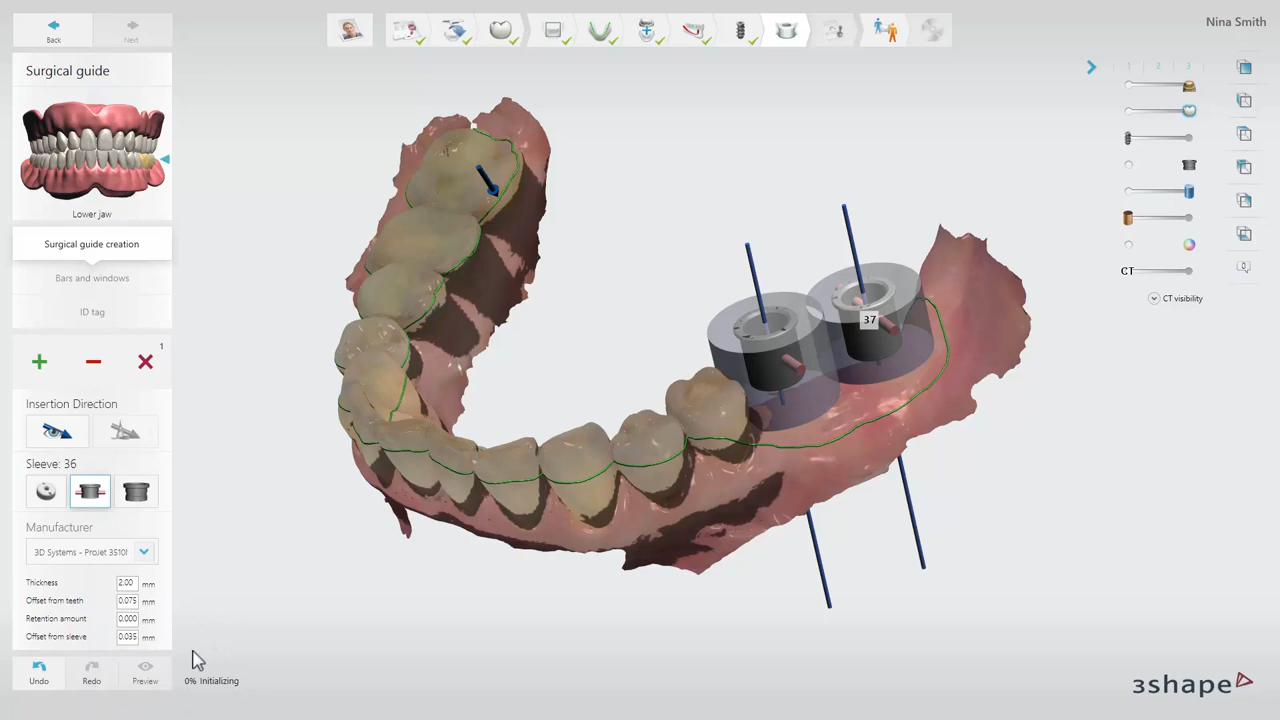 Back
Next
Nina Smith
Surgical guide
1 2 3
Lower jaw
Surgical guide creation
Bars and windows
ID tag
CT
CT visibility
37
1
Insertion Direction
Sleeve: 36
Manufacturer
3D Systems - ProJet 3510
Thickness 2.00 mm
Offset from teeth 0.075 mm
Retention amount 0.000 mm
Offset from sleeve 0.035 mm
Undo
Redo
Preview
0% Initializing
3shape